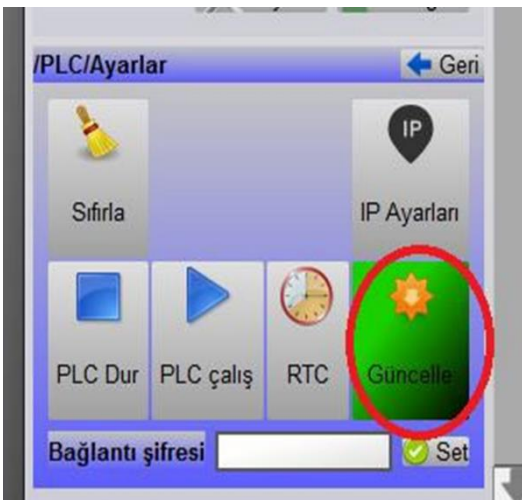 /PLC/Ayarlar
Geri
IP
Sıfırla
IP Ayarları
PLC Dur
PLC çalış
RTC
Güncelle
Bağlantı şifresi
Set